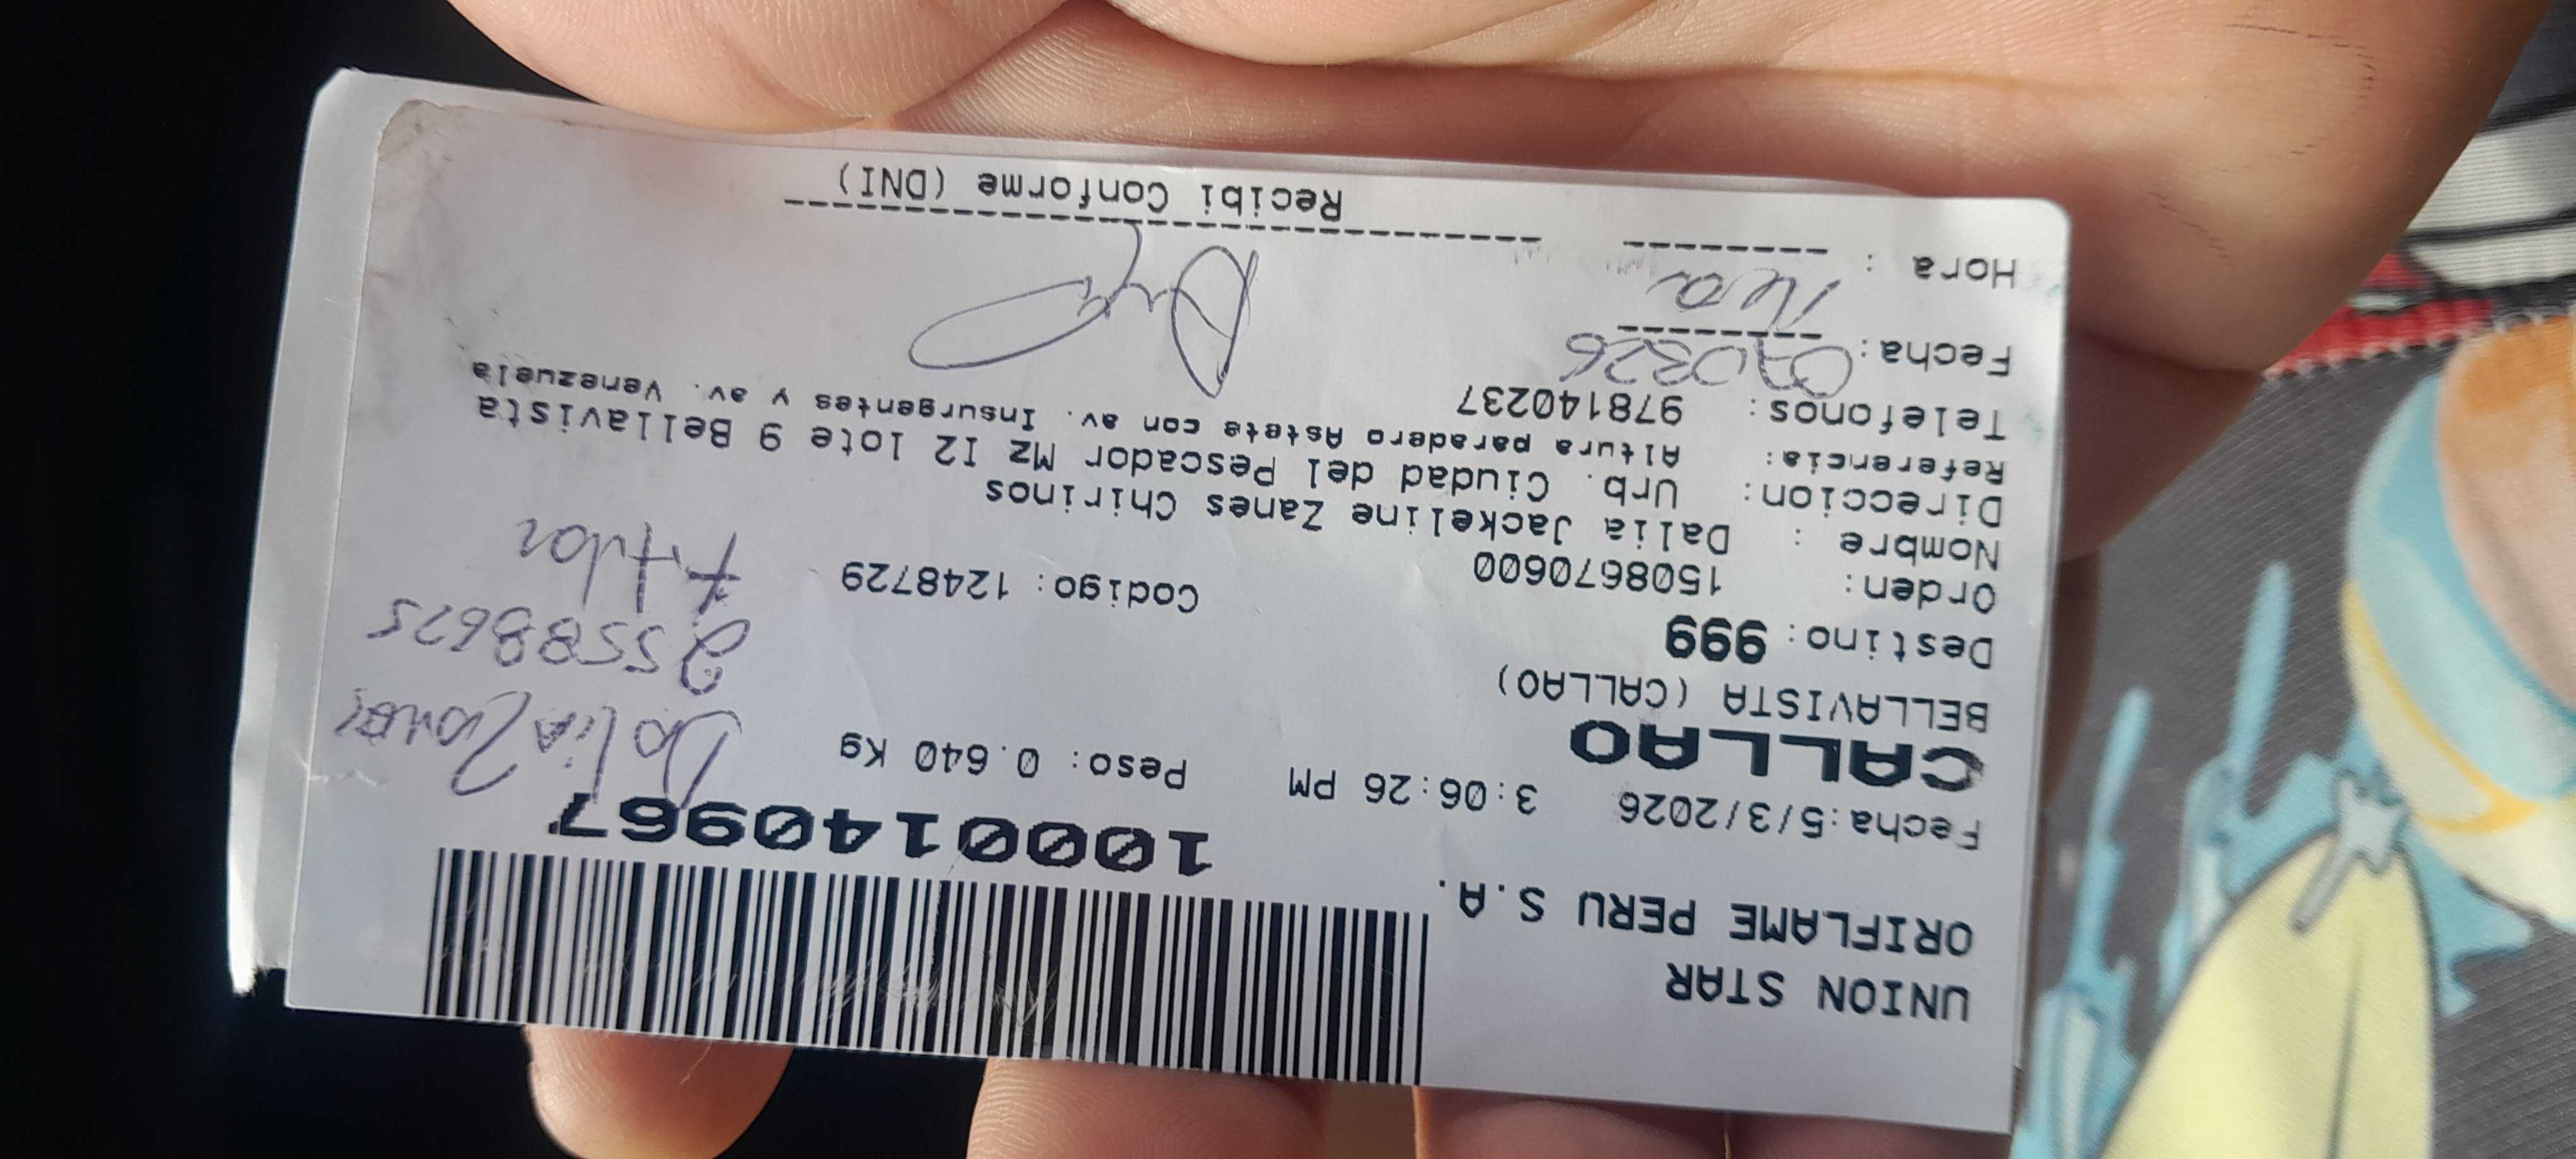 UNION STAR
ORIFLAME PERU S.A.
1000140967
Fecha:5/3/2026 3:06:26 PM Peso: 0.640 Kg
CALLAO
BELLAVISTA (CALLAO)
Destino: 999
Dalia Zanes
25588625
Titular
Orden: 1508670600 Codigo: 1248729
Nombre : Dalia Jackeline Zanes Chirinos
Direccion: Urb. Ciudad del Pescador Mz I2 lote 9 Bellavista
Referencia: Altura paradero Astete con av. Insurgentes y av. Venezuela
Telefonos: 978140237
Fecha: 070326
Hora :
Recibi Conforme (DNI)